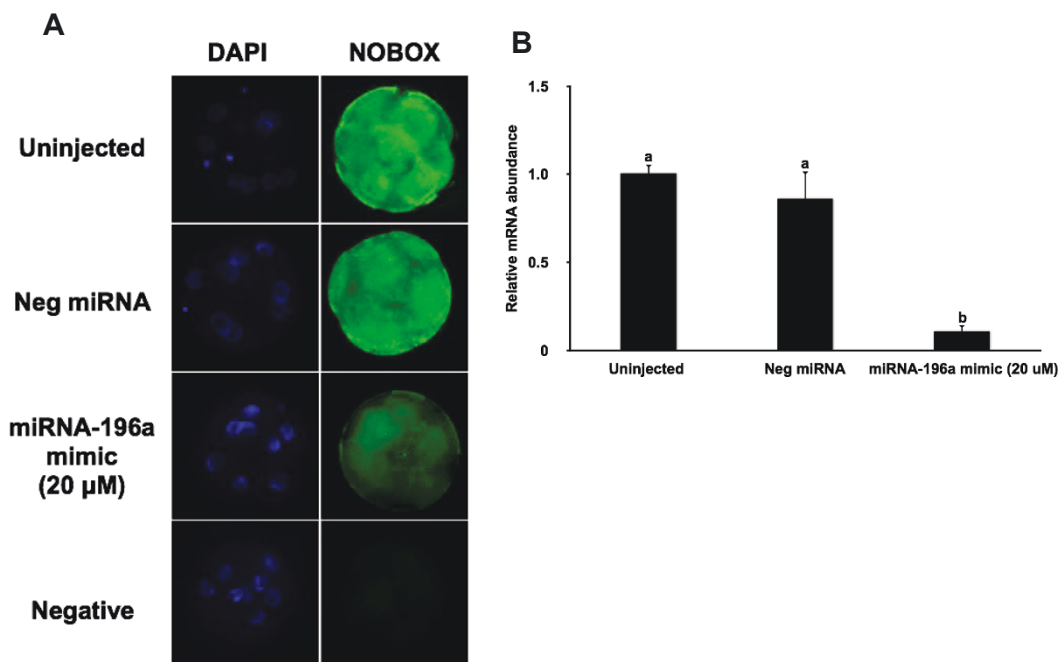 A
DAPI NOBOX
Uninjected
Neg miRNA
miRNA-196a
mimic
(20 µM)
Negative
B
Relative mRNA abundance
1.5
1.0
0.5
0
a
a
b
Uninjected Neg miRNA miRNA-196a mimic (20 uM)